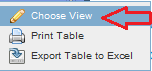 Choose View
Print Table
Export Table to Excel